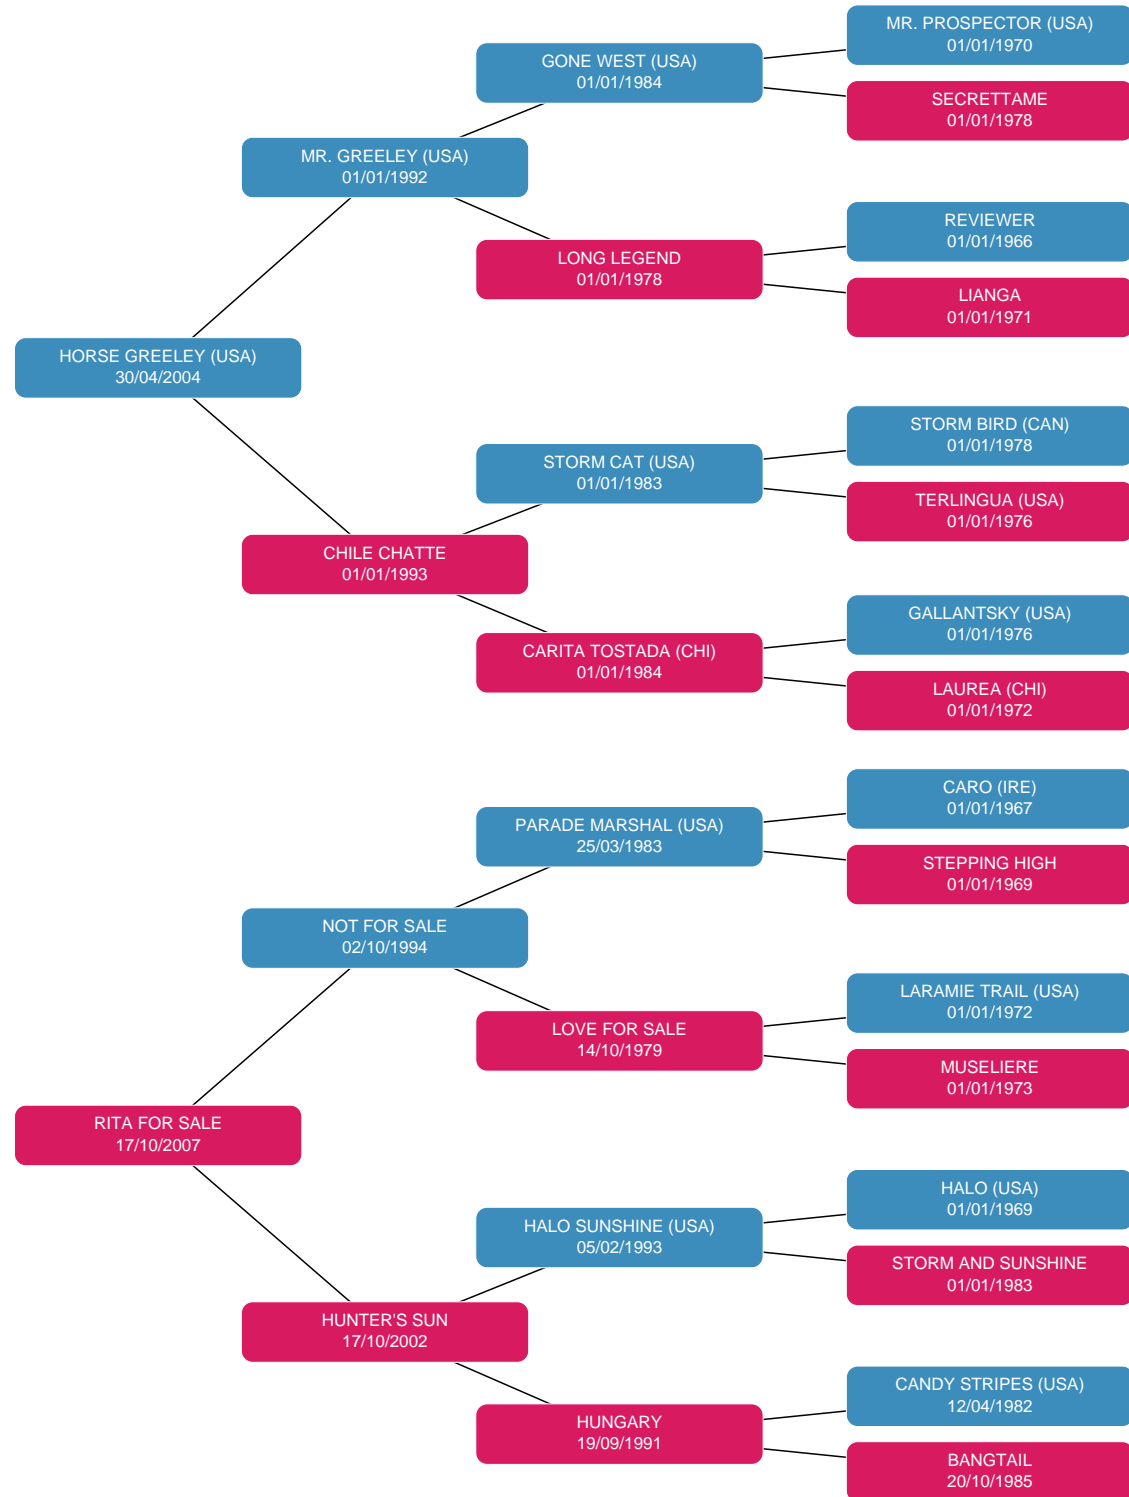 MR. PROSPECTOR (USA)
01/01/1970
GONE WEST (USA)
01/01/1984
SECRETTAME
01/01/1978
MR. GREELEY (USA)
01/01/1992
REVIEWER
01/01/1966
LONG LEGEND
01/01/1978
LIANGA
01/01/1971
HORSE GREELEY (USA)
30/04/2004
STORM BIRD (CAN)
01/01/1978
STORM CAT (USA)
01/01/1983
TERLINGUA (USA)
01/01/1976
CHILE CHATTE
01/01/1993
GALLANTSKY (USA)
01/01/1976
CARITA TOSTADA (CHI)
01/01/1984
LAUREA (CHI)
01/01/1972
CARO (IRE)
01/01/1967
PARADE MARSHAL (USA)
25/03/1983
STEPPING HIGH
01/01/1969
NOT FOR SALE
02/10/1994
LARAMIE TRAIL (USA)
01/01/1972
LOVE FOR SALE
14/10/1979
MUSELIERE
01/01/1973
RITA FOR SALE
17/10/2007
HALO (USA)
01/01/1969
HALO SUNSHINE (USA)
05/02/1993
STORM AND SUNSHINE
01/01/1983
HUNTER'S SUN
17/10/2002
CANDY STRIPES (USA)
12/04/1982
HUNGARY
19/09/1991
BANGTAIL
20/10/1985